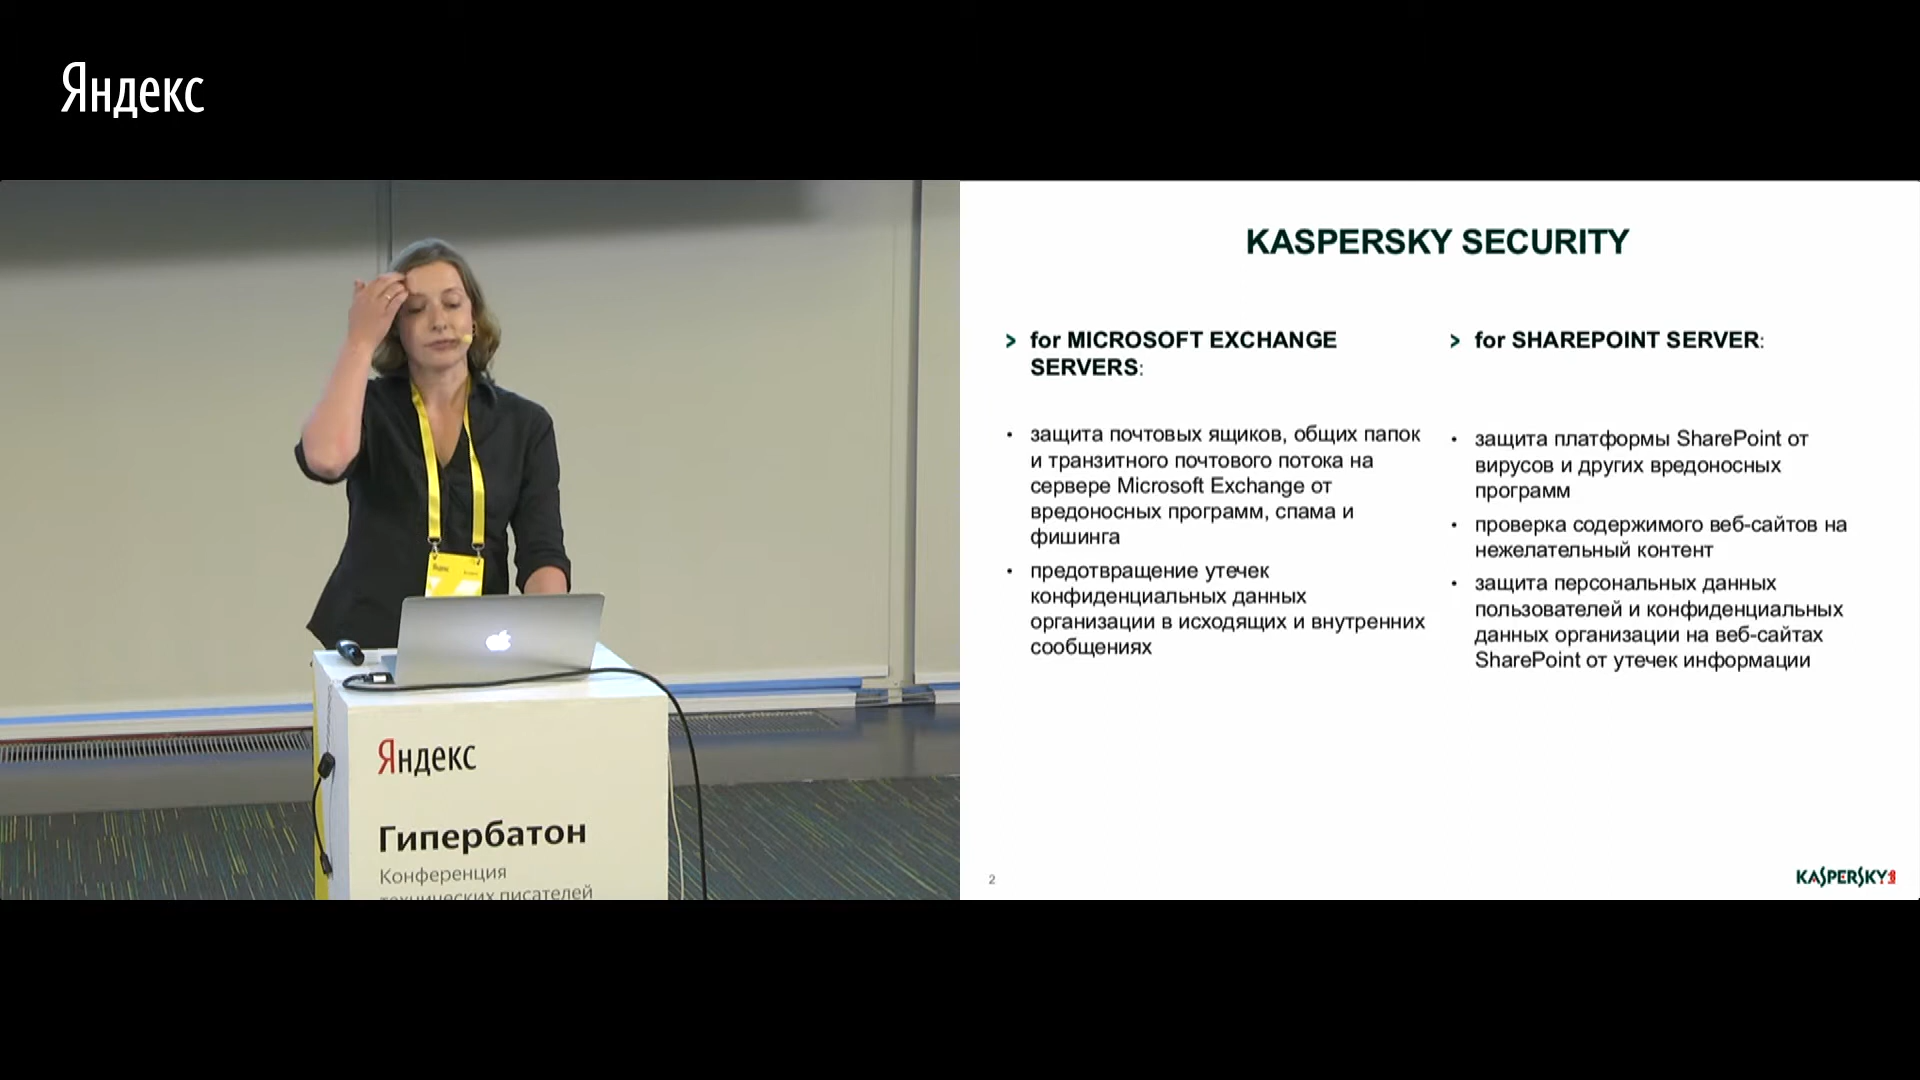 Яндекс
KASPERSKY SECURITY
> for MICROSOFT EXCHANGE
SERVERS:
• защита почтовых ящиков, общих папок
и транзитного почтового потока на
сервере Microsoft Exchange от
вредоносных программ, спама и
фишинга
• предотвращение утечек
конфиденциальных данных
организации в исходящих и внутренних
сообщениях
> for SHAREPOINT SERVER:
• защита платформы SharePoint от
вирусов и других вредоносных
программ
• проверка содержимого веб-сайтов на
нежелательный контент
• защита персональных данных
пользователей и конфиденциальных
данных организации на веб-сайтах
SharePoint от утечек информации
2
KASPERSKY
Яндекс
Яндекс
Гипербатон
Конференция
технических писателей